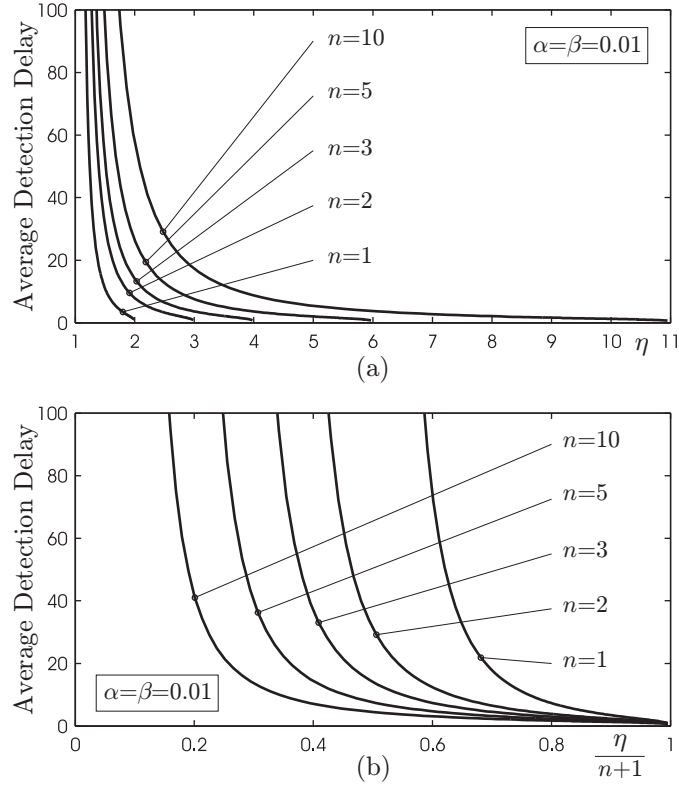 100
80
60
40
20
0
Average Detection Delay
n=10
n=5
n=3
n=2
n=1
α=β=0.01
1 2 3 4 5 6 7 8 9 10 11
η
(a)
100
80
60
40
20
0
Average Detection Delay
n=10
n=5
n=3
n=2
n=1
α=β=0.01
0 0.2 0.4 0.6 0.8 1
η
n+1
(b)